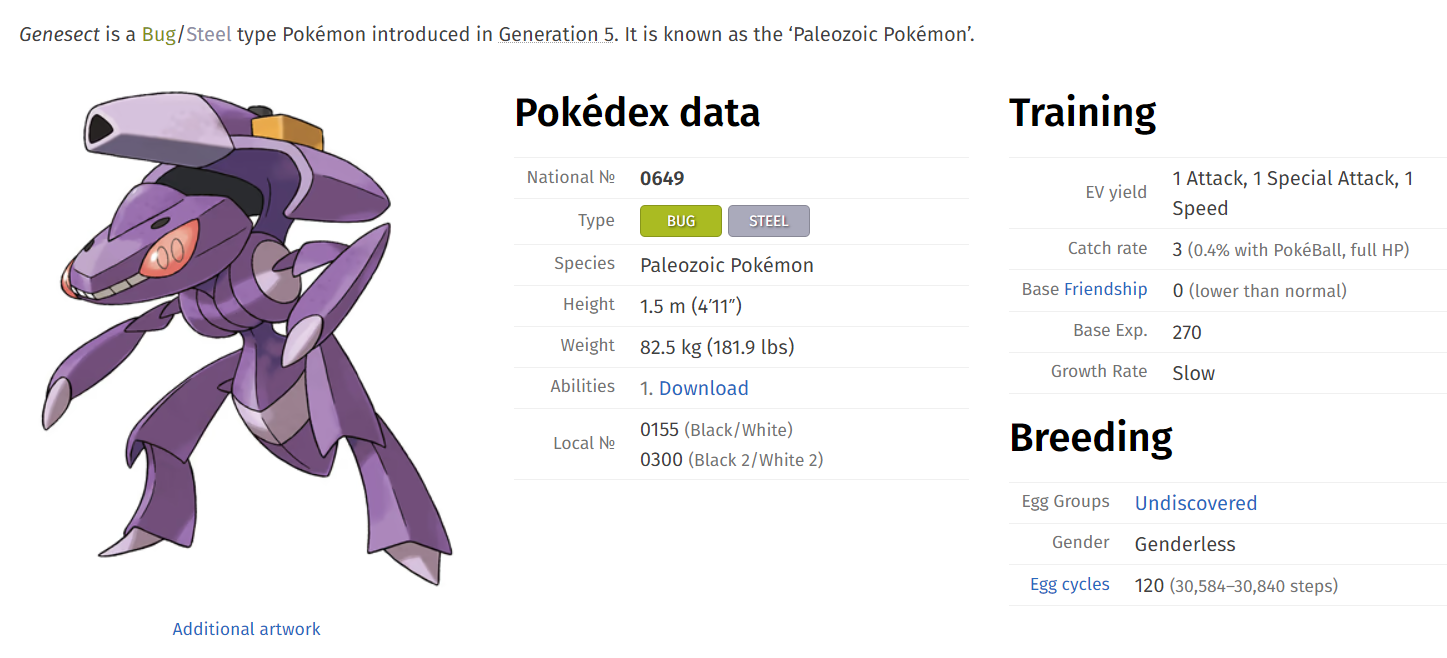 Genesect is a Bug/Steel type Pokémon introduced in Generation 5. It is known as the ‘Paleozoic Pokémon’.
Pokédex data
National № 0649
Type BUG STEEL
Species Paleozoic Pokémon
Height 1.5 m (4′11″)
Weight 82.5 kg (181.9 lbs)
Abilities 1. Download
Local № 0155 (Black/White)
0300 (Black 2/White 2)
Training
EV yield 1 Attack, 1 Special Attack, 1
Speed
Catch rate 3 (0.4% with PokéBall, full HP)
Base Friendship 0 (lower than normal)
Base Exp. 270
Growth Rate Slow
Breeding
Egg Groups Undiscovered
Gender Genderless
Egg cycles 120 (30,584–30,840 steps)
Additional artwork